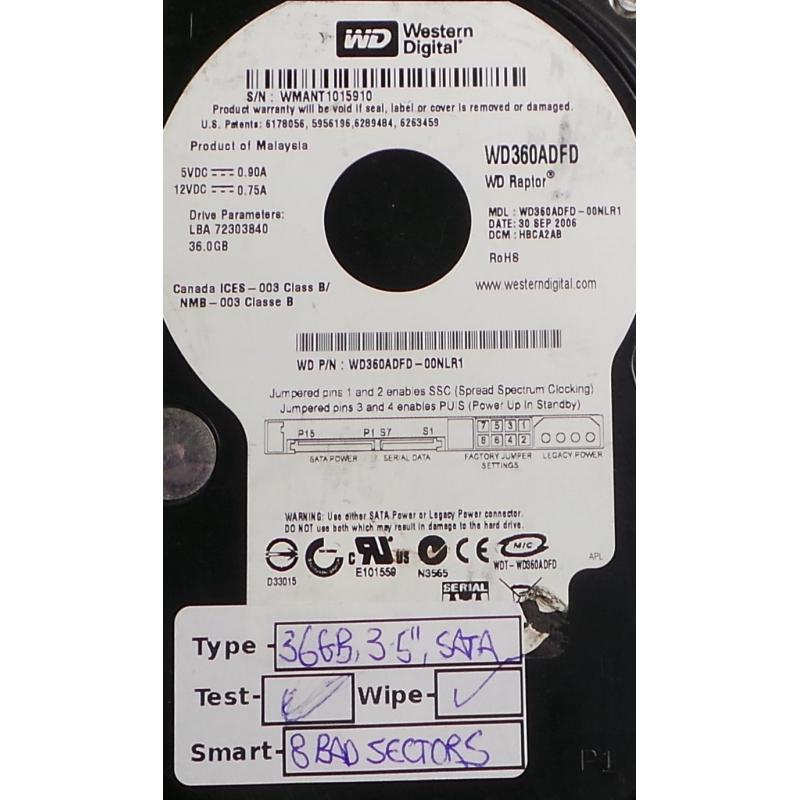 WD Western Digital®
S/N : WMANT1015910
Product warranty will be void if seal, label or cover is removed or damaged.
U.S. Patents: 6178056, 5956196,6289484, 6263459
Product of Malaysia
5VDC 0.90A
12VDC 0.75A
Drive Parameters:
LBA 72303840
36.0GB
WD360ADFD
WD Raptor®
MDL : WD360ADFD-00NLR1
DATE: 30 SEP 2006
DCM : HBCA2AB
RoHS
Canada ICES-003 Class B/
NMB-003 Classe B
www.westerndigital.com
WD P/N : WD360ADFD-00NLR1
Jumpered pins 1 and 2 enables SSC (Spread Spectrum Clocking)
Jumpered pins 3 and 4 enables PUIS (Power Up In Standby)
P15 P1 S7 S1
7 5 3 1
8 6 4 2
SATA POWER SERIAL DATA FACTORY JUMPER SETTINGS LEGACY POWER
WARNING: Use either SATA Power or Legacy Power connector.
DO NOT use both which may result in damage to the hard drive.
D33015
c RU us
E101559
N3565
CE
MIC
WDT-WD360ADFD
APL
SERIAL
ATA
Type - 36GB, 3.5", SATA
Test- ✓ Wipe- ✓
Smart- 8 BAD SECTORS
P1